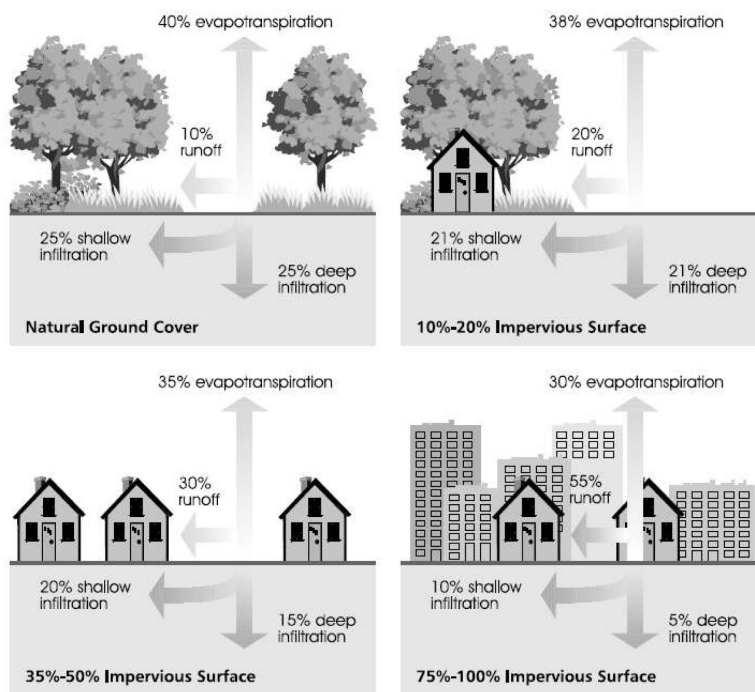 40% evapotranspiration
10%
runoff
25% shallow
infiltration
25% deep
infiltration
Natural Ground Cover
38% evapotranspiration
20%
runoff
21% shallow
infiltration
21% deep
infiltration
10%-20% Impervious Surface
35% evapotranspiration
30%
runoff
20% shallow
infiltration
15% deep
infiltration
35%-50% Impervious Surface
30% evapotranspiration
55%
runoff
10% shallow
infiltration
5% deep
infiltration
75%-100% Impervious Surface